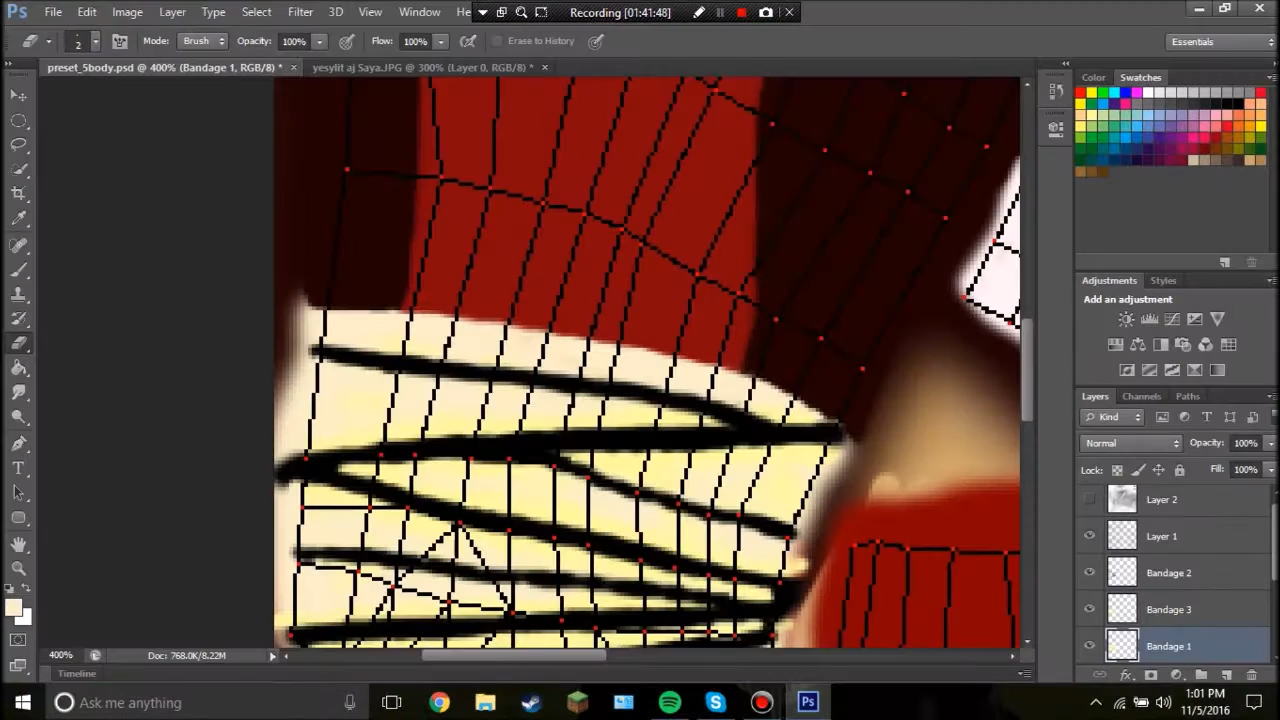 Ps File Edit Image Layer Type Select Filter 3D View Window He
Recording [01:41:48]
2 Mode: Brush Opacity: 100% Flow: 100% Erase to History Essentials
preset_5body.psd @ 400% (Bandage 1, RGB/8) * × yesylit aj Saya.JPG @ 300% (Layer 0, RGB/8) * ×
Color Swatches
Adjustments Styles
Add an adjustment
Layers Channels Paths
Kind
Normal Opacity: 100%
Lock: Fill: 100%
Layer 2
Layer 1
Bandage 2
Bandage 3
Bandage 1
400% Doc: 768.0K/8.22M
Timeline
Ask me anything
Ps
1:01 PM
11/5/2016